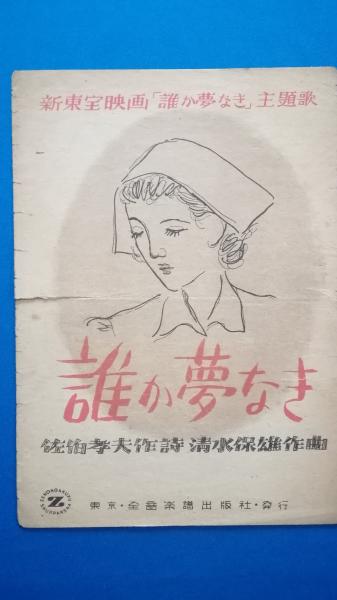 新東宝映画「誰か夢なき」主題歌
誰か夢なき
佐伯孝夫作詩 清水保雄作曲
東京・全音楽譜出版社・発行
Z